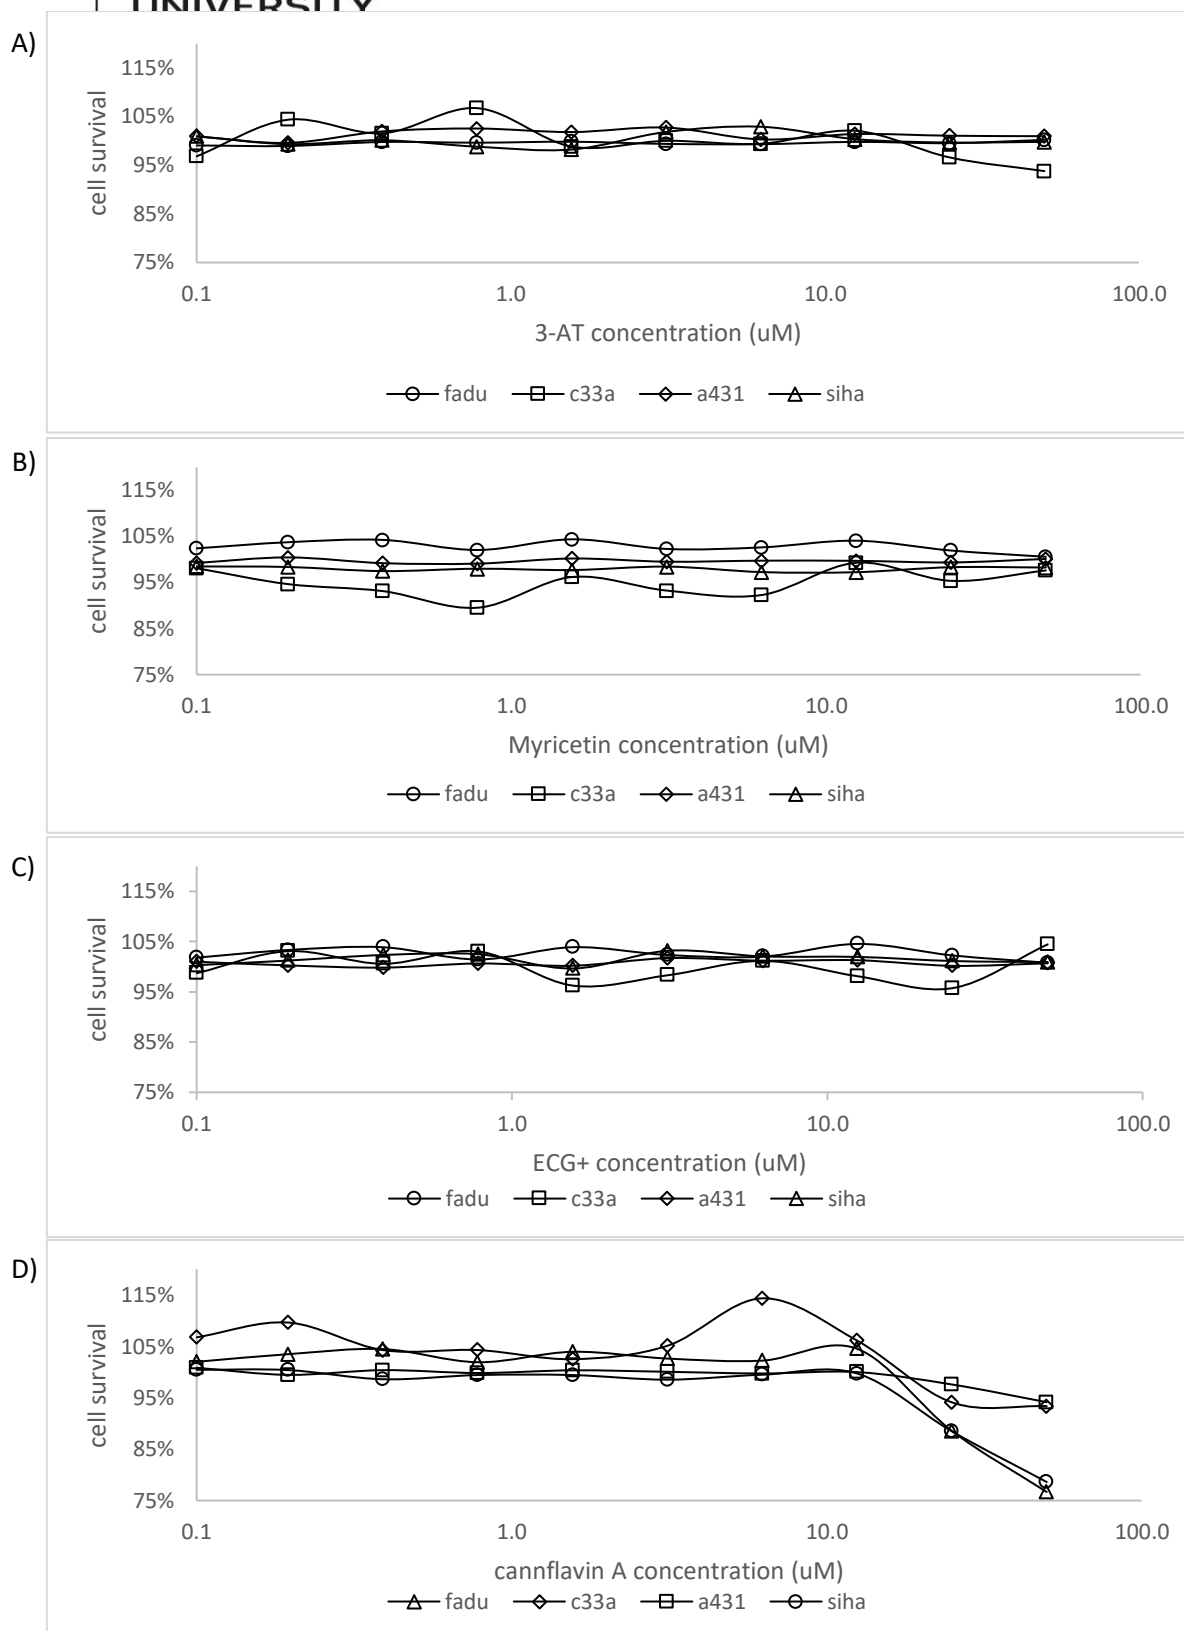 UNIVERSITY
A)
115%
105%
95%
85%
75%
cell survival
0.1 1.0 10.0 100.0
3-AT concentration (uM)
fadu c33a a431 siha
B)
115%
105%
95%
85%
75%
cell survival
0.1 1.0 10.0 100.0
Myricetin concentration (uM)
fadu c33a a431 siha
C)
115%
105%
95%
85%
75%
cell survival
0.1 1.0 10.0 100.0
ECG+ concentration (uM)
fadu c33a a431 siha
D)
115%
105%
95%
85%
75%
cell survival
0.1 1.0 10.0 100.0
cannflavin A concentration (uM)
fadu c33a a431 siha